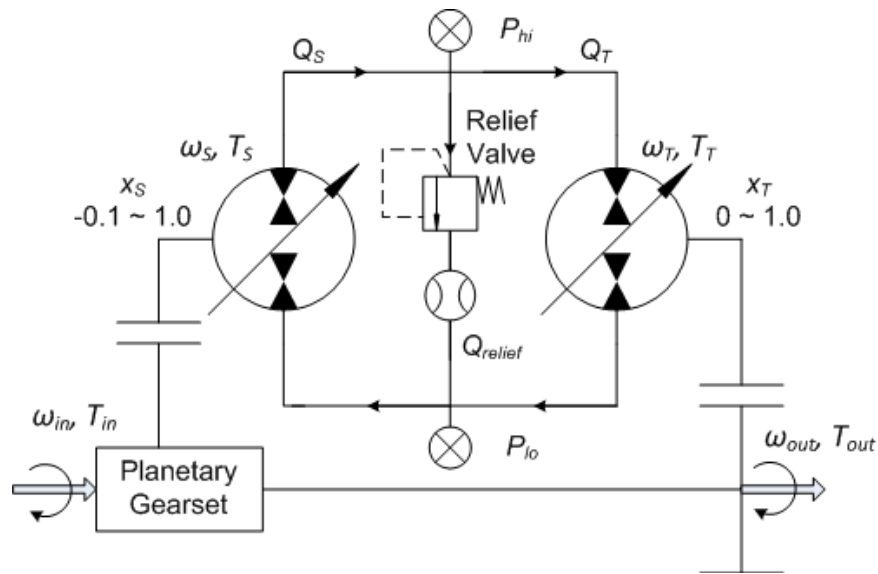 P_hi
Q_S
Q_T
Relief
Valve
ω_S, T_S
ω_T, T_T
x_S
-0.1 ~ 1.0
x_T
0 ~ 1.0
Q_relief
ω_in, T_in
P_lo
ω_out, T_out
Planetary
Gearset